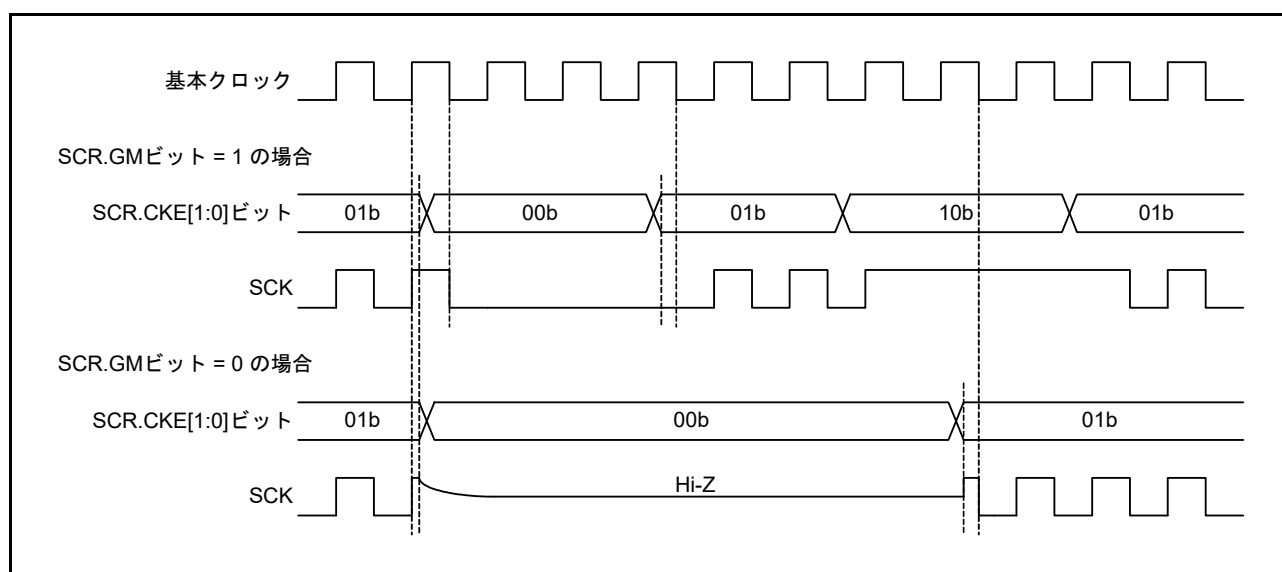 基本クロック
SCR.GMビット = 1 の場合
SCR.CKE[1:0]ビット 01b 00b 01b 10b 01b
SCK
SCR.GMビット = 0 の場合
SCR.CKE[1:0]ビット 01b 00b 01b
SCK Hi-Z